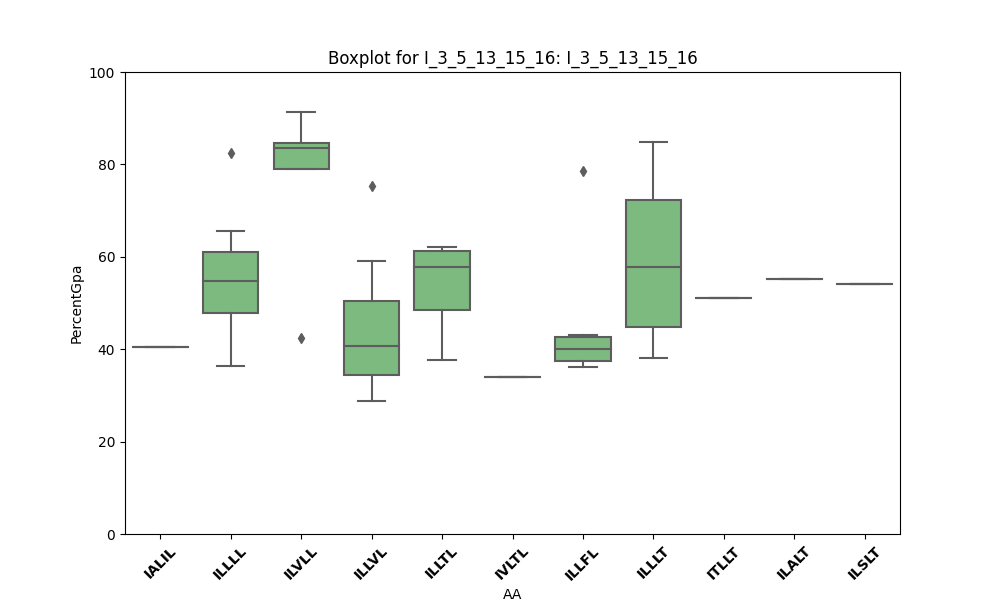 Boxplot for I_3_5_13_15_16: I_3_5_13_15_16
100
80
60
40
20
0
PercentGpa
IALIL ILLLL ILVLL ILLVL ILLTL IVLTL ILLFL ILLLT ITLLT ILALT ILSLT
AA